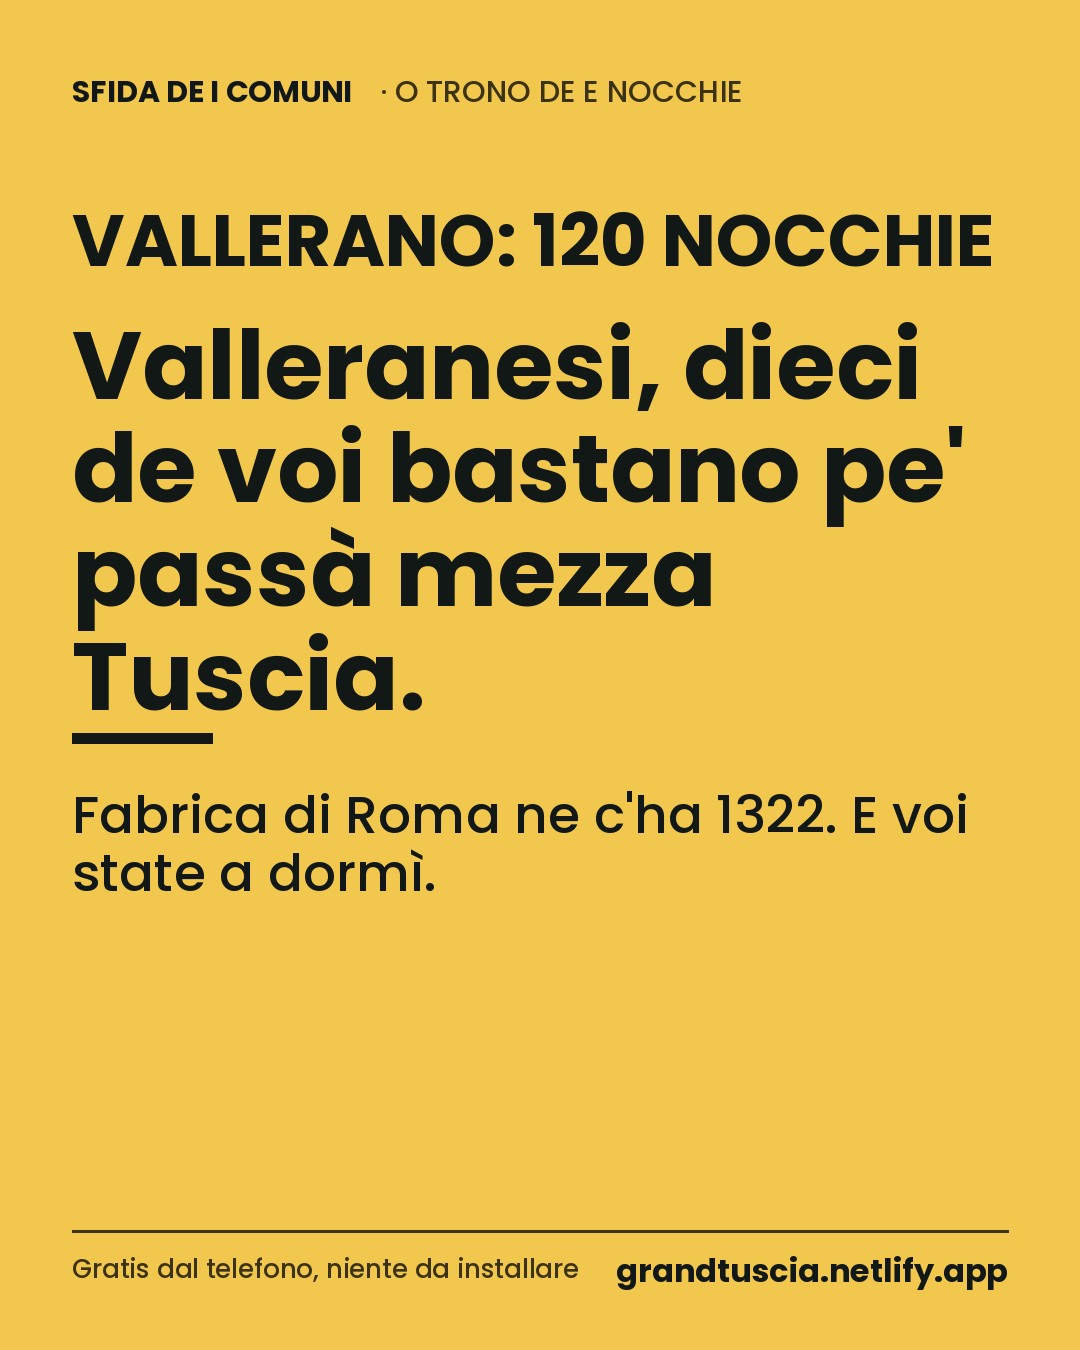 SFIDA DE I COMUNI · O TRONO DE E NOCCHIE
VALLERANO: 120 NOCCHIE
Valleranesi, dieci
de voi bastano pe'
passà mezza
Tuscia.
Fabrica di Roma ne c'ha 1322. E voi
state a dormì.
Gratis dal telefono, niente da installare grandtuscia.netlify.app